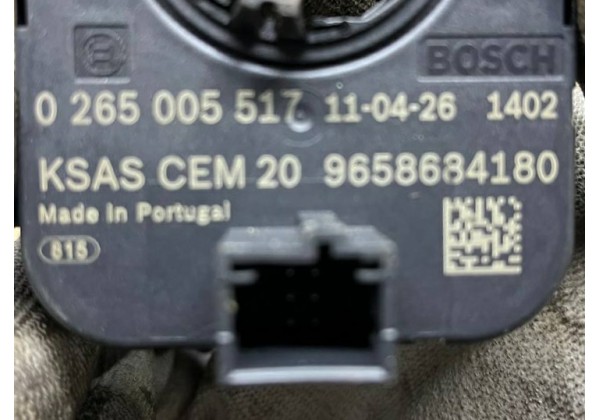 BOSCH
0 265 005 517 11-04-26 1402
KSAS CEM 20 9658684180
Made in Portugal
815